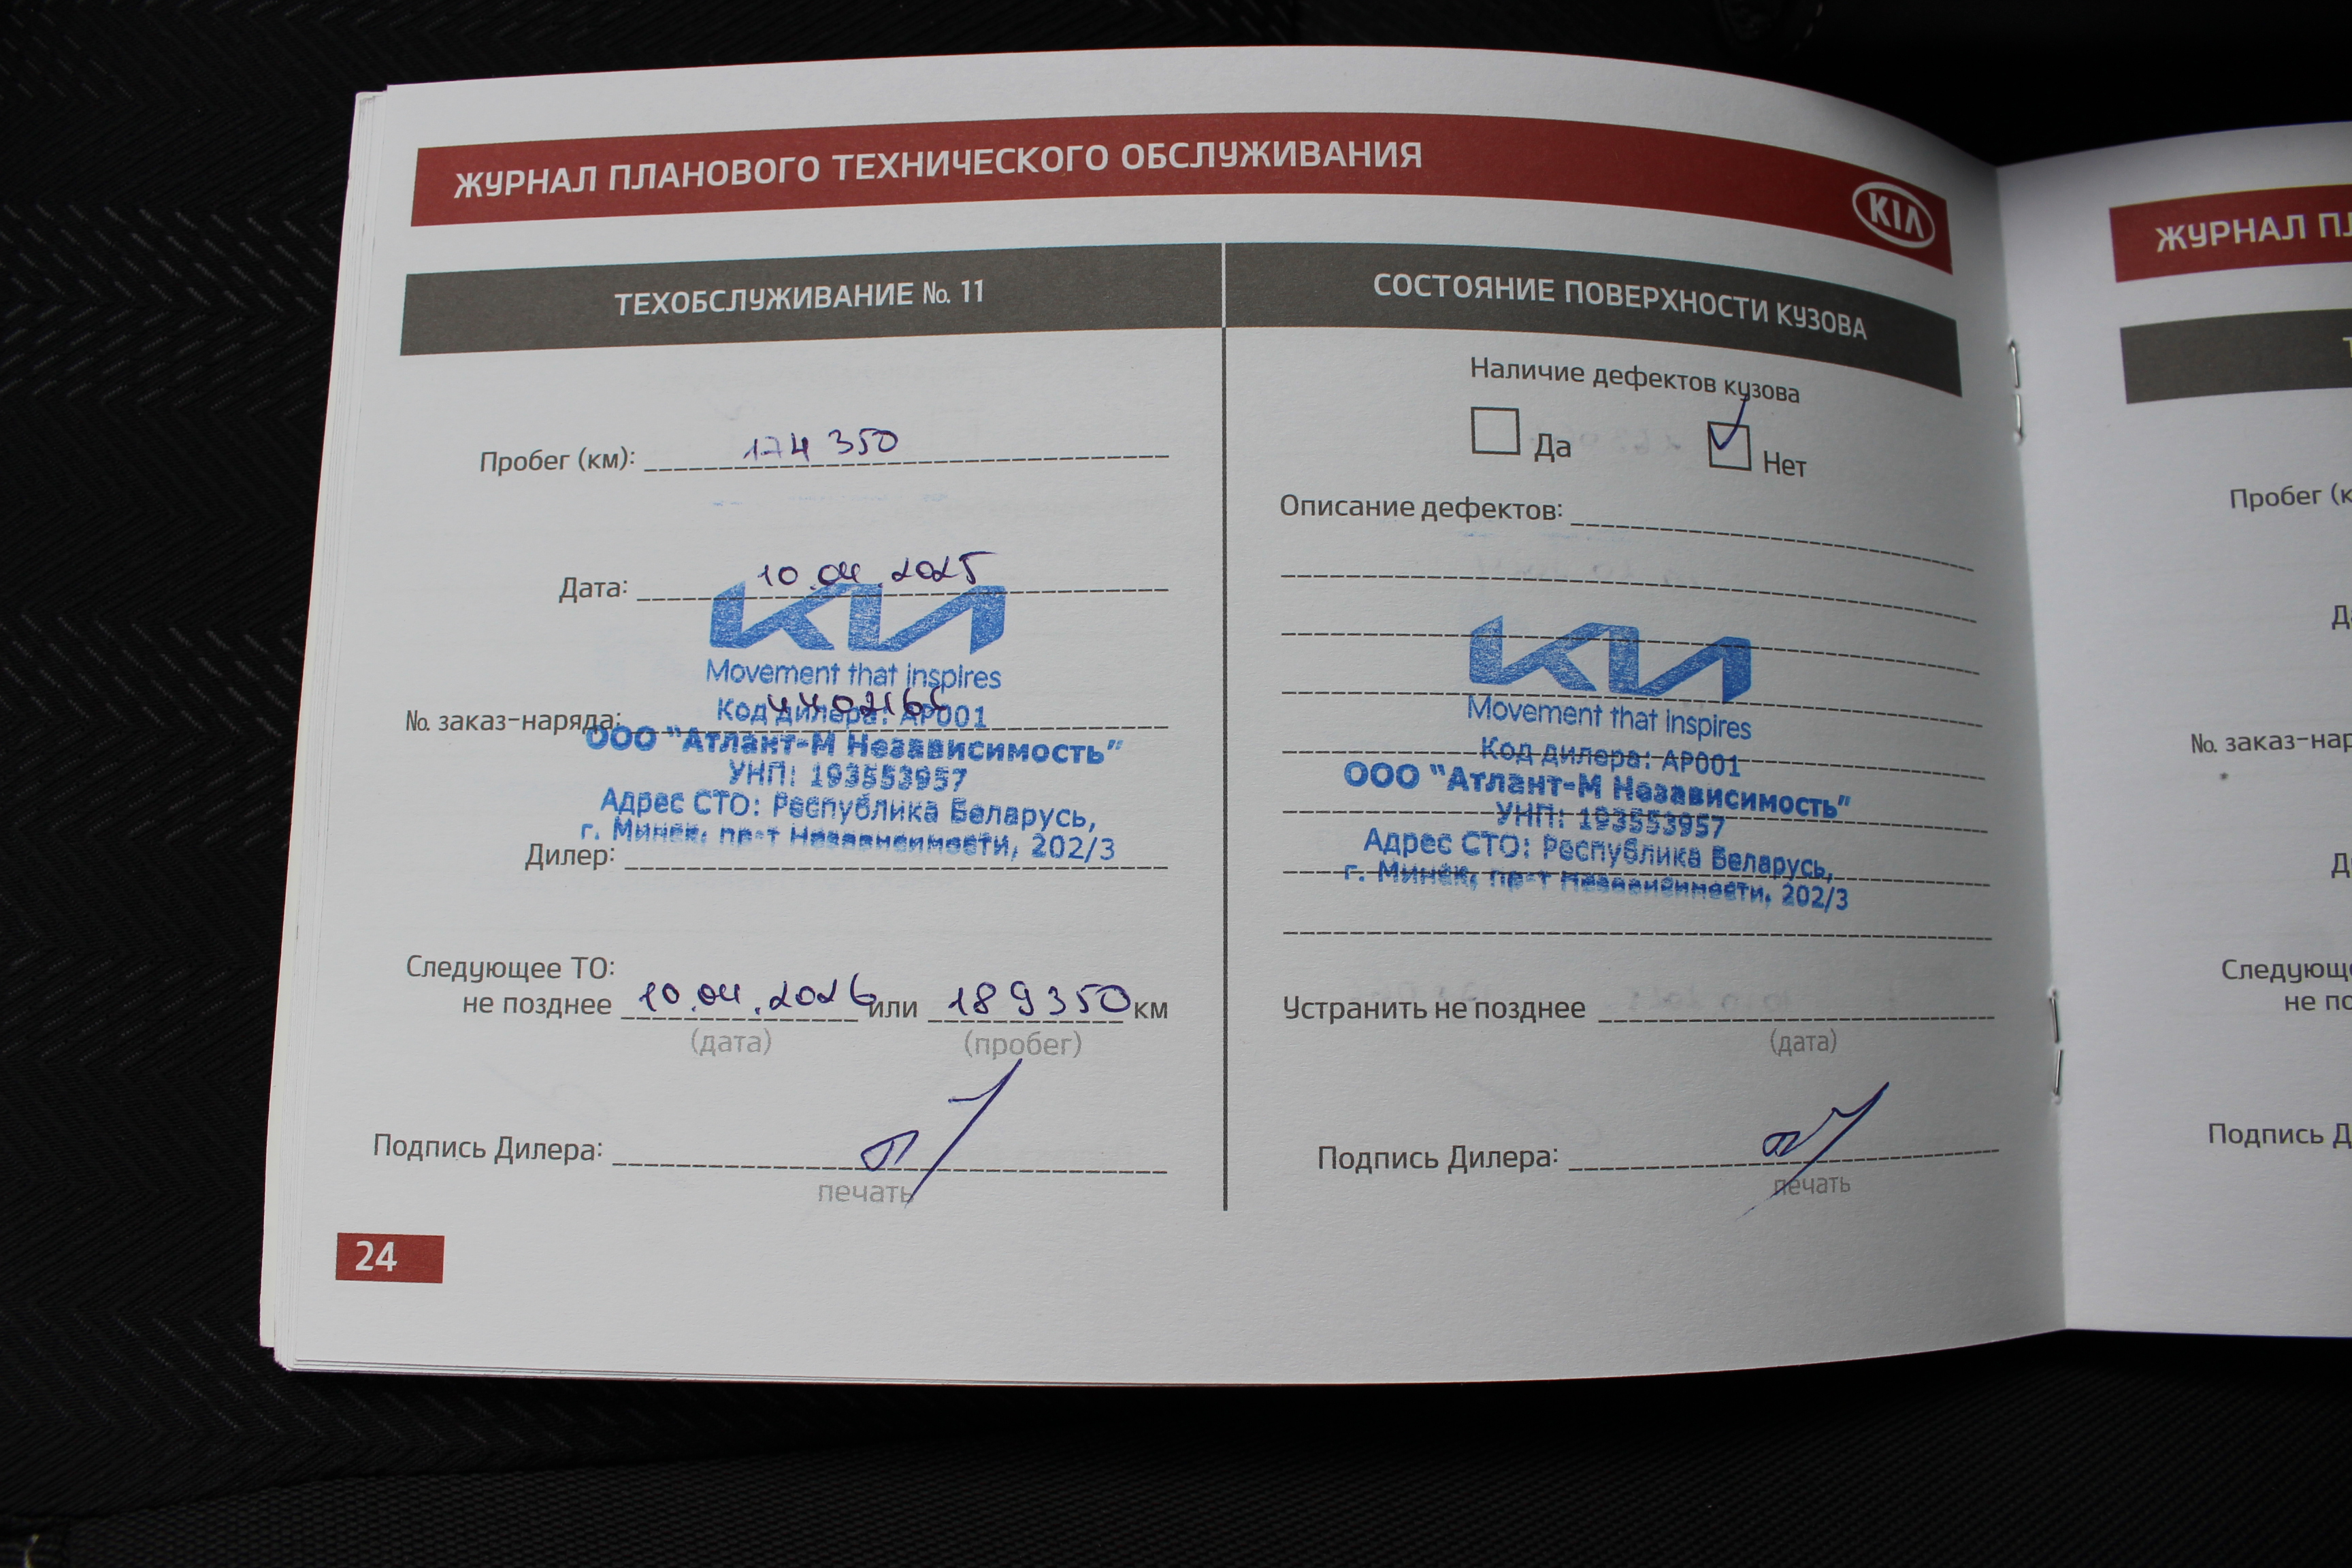 ЖУРНАЛ ПЛАНОВОГО ТЕХНИЧЕСКОГО ОБСЛУЖИВАНИЯ
KIA
ТЕХОБСЛУЖИВАНИЕ №. 11
Пробег (км): 174 350
Дата: 10.04.2025
KIA
Movement that inspires
№. заказ-наряда:
Код дилера: AP001
ООО "Атлант-М Независимость"
УНП: 193553957
Адрес СТО: Республика Беларусь,
г. Минск, пр-т Независимости, 202/3
Дилер:
Следующее ТО:
не позднее 10.04.2026 или 189350 км
(дата) (пробег)
Подпись Дилера:
печать
24
СОСТОЯНИЕ ПОВЕРХНОСТИ КУЗОВА
Наличие дефектов кузова
Да Нет
Описание дефектов:
KIA
Movement that inspires
Код дилера: AP001
ООО "Атлант-М Независимость"
УНП: 193553957
Адрес СТО: Республика Беларусь,
г. Минск, пр-т Независимости, 202/3
Устранить не позднее
(дата)
Подпись Дилера:
печать
ЖУРНАЛ
Пробег
№. заказ-нар
не
Подпись Д